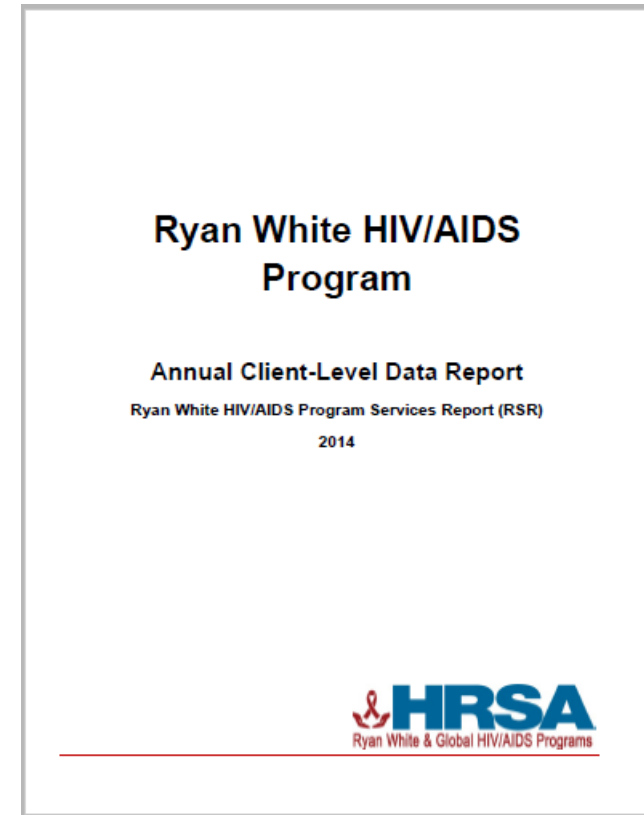 Ryan White HIV/AIDS
Program
Annual Client-Level Data Report
Ryan White HIV/AIDS Program Services Report (RSR)
2014
HRSA
Ryan White & Global HIV/AIDS Programs